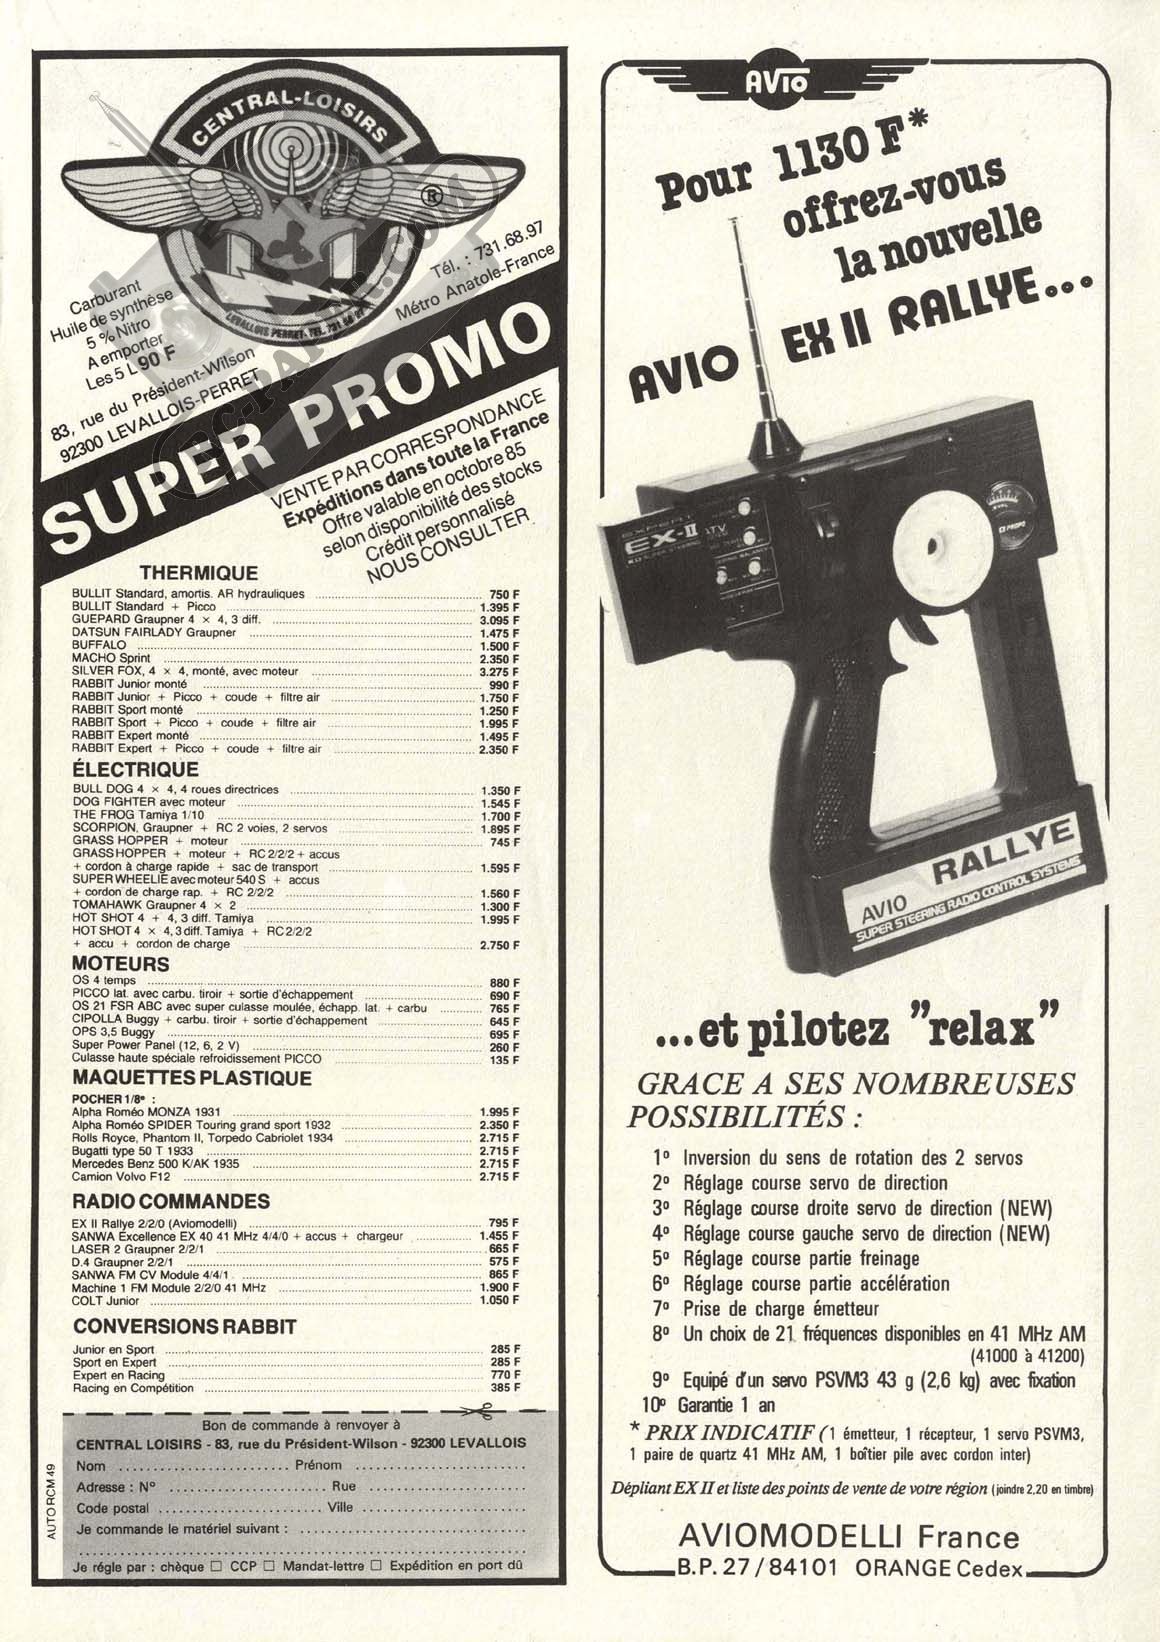 CENTRAL-LOISIRS
®
LEVALLOIS PERRET - TEL. 731 68 97
Carburant
Huile de synthèse
5 % Nitro
A emporter
Les 5 L 90 F
83, rue du Président-Wilson
92300 LEVALLOIS-PERRET
Tél. : 731.68.97
Métro Anatole-France
SUPER PROMO
VENTE PAR CORRESPONDANCE
Expéditions dans toute la France
Offre valable en octobre 85
selon disponibilité des stocks
Crédit personnalisé
NOUS CONSULTER
THERMIQUE
BULLIT Standard, amortis. AR hydrauliques 750 F
BULLIT Standard + Picco 1.395 F
GUEPARD Graupner 4 × 4, 3 diff. 3.095 F
DATSUN FAIRLADY Graupner 1.475 F
BUFFALO 1.500 F
MACHO Sprint 2.350 F
SILVER FOX, 4 × 4, monté, avec moteur 3.275 F
RABBIT Junior monté 990 F
RABBIT Junior + Picco + coude + filtre air 1.750 F
RABBIT Sport monté 1.250 F
RABBIT Sport + Picco + coude + filtre air 1.995 F
RABBIT Expert monté 1.495 F
RABBIT Expert + Picco + coude + filtre air 2.350 F
ÉLECTRIQUE
BULL DOG 4 × 4, 4 roues directrices 1.350 F
DOG FIGHTER avec moteur 1.545 F
THE FROG Tamiya 1/10 1.700 F
SCORPION, Graupner + RC 2 voies, 2 servos 1.895 F
GRASS HOPPER + moteur 745 F
GRASS HOPPER + moteur + RC 2/2/2 + accus
+ cordon à charge rapide + sac de transport 1.595 F
SUPER WHEELIE avec moteur 540 S + accus
+ cordon de charge rap. + RC 2/2/2 1.560 F
TOMAHAWK Graupner 4 × 2 1.300 F
HOT SHOT 4 + 4, 3 diff. Tamiya 1.995 F
HOT SHOT 4 × 4, 3 diff. Tamiya + RC 2/2/2
+ accu + cordon de charge 2.750 F
MOTEURS
OS 4 temps 880 F
PICCO lat. avec carbu. tiroir + sortie d'échappement 690 F
OS 21 FSR ABC avec super culasse moulée, échapp. lat. + carbu 765 F
CIPOLLA Buggy + carbu. tiroir + sortie d'échappement 645 F
OPS 3,5 Buggy 695 F
Super Power Panel (12, 6, 2 V) 260 F
Culasse haute spéciale refroidissement PICCO 135 F
MAQUETTES PLASTIQUE
POCHER 1/8e :
Alpha Roméo MONZA 1931 1.995 F
Alpha Roméo SPIDER Touring grand sport 1932 2.350 F
Rolls Royce, Phantom II, Torpedo Cabriolet 1934 2.715 F
Bugatti type 50 T 1933 2.715 F
Mercedes Benz 500 K/AK 1935 2.715 F
Camion Volvo F12 2.715 F
RADIO COMMANDES
EX II Rallye 2/2/0 (Aviomodelli) 795 F
SANWA Excellence EX 40 41 MHz 4/4/0 + accus + chargeur 1.455 F
LASER 2 Graupner 2/2/1 665 F
D.4 Graupner 2/2/1 575 F
SANWA FM CV Module 4/4/1 865 F
Machine 1 FM Module 2/2/0 41 MHz 1.900 F
COLT Junior 1.050 F
CONVERSIONS RABBIT
Junior en Sport 285 F
Sport en Expert 285 F
Expert en Racing 770 F
Racing en Compétition 385 F
Bon de commande à renvoyer à
CENTRAL LOISIRS - 83, rue du Président-Wilson - 92300 LEVALLOIS
Nom Prénom
Adresse : N° Rue
Code postal Ville
Je commande le matériel suivant :
Je régle par : chèque □ CCP □ Mandat-lettre □ Expédition en port dû
AUTO RCM 49
AVIO
Pour 1130 F*
offrez-vous
la nouvelle
AVIO EX II RALLYE...
EXPERT
EX-II
BALANCE
LEVEL
AVIO RALLYE
SUPER STEERING RADIO CONTROL SYSTEMS
...et pilotez "relax"
GRACE A SES NOMBREUSES
POSSIBILITÉS :
1º Inversion du sens de rotation des 2 servos
2º Réglage course servo de direction
3º Réglage course droite servo de direction (NEW)
4º Réglage course gauche servo de direction (NEW)
5º Réglage course partie freinage
6º Réglage course partie accélération
7º Prise de charge émetteur
8º Un choix de 21 fréquences disponibles en 41 MHz AM
(41000 à 41200)
9º Equipé d'un servo PSVM3 43 g (2,6 kg) avec fixation
10º Garantie 1 an
* PRIX INDICATIF (1 émetteur, 1 récepteur, 1 servo PSVM3,
1 paire de quartz 41 MHz AM, 1 boîtier pile avec cordon inter)
Dépliant EX II et liste des points de vente de votre région (joindre 2,20 en timbre)
AVIOMODELLI France
B.P. 27/84101 ORANGE Cedex